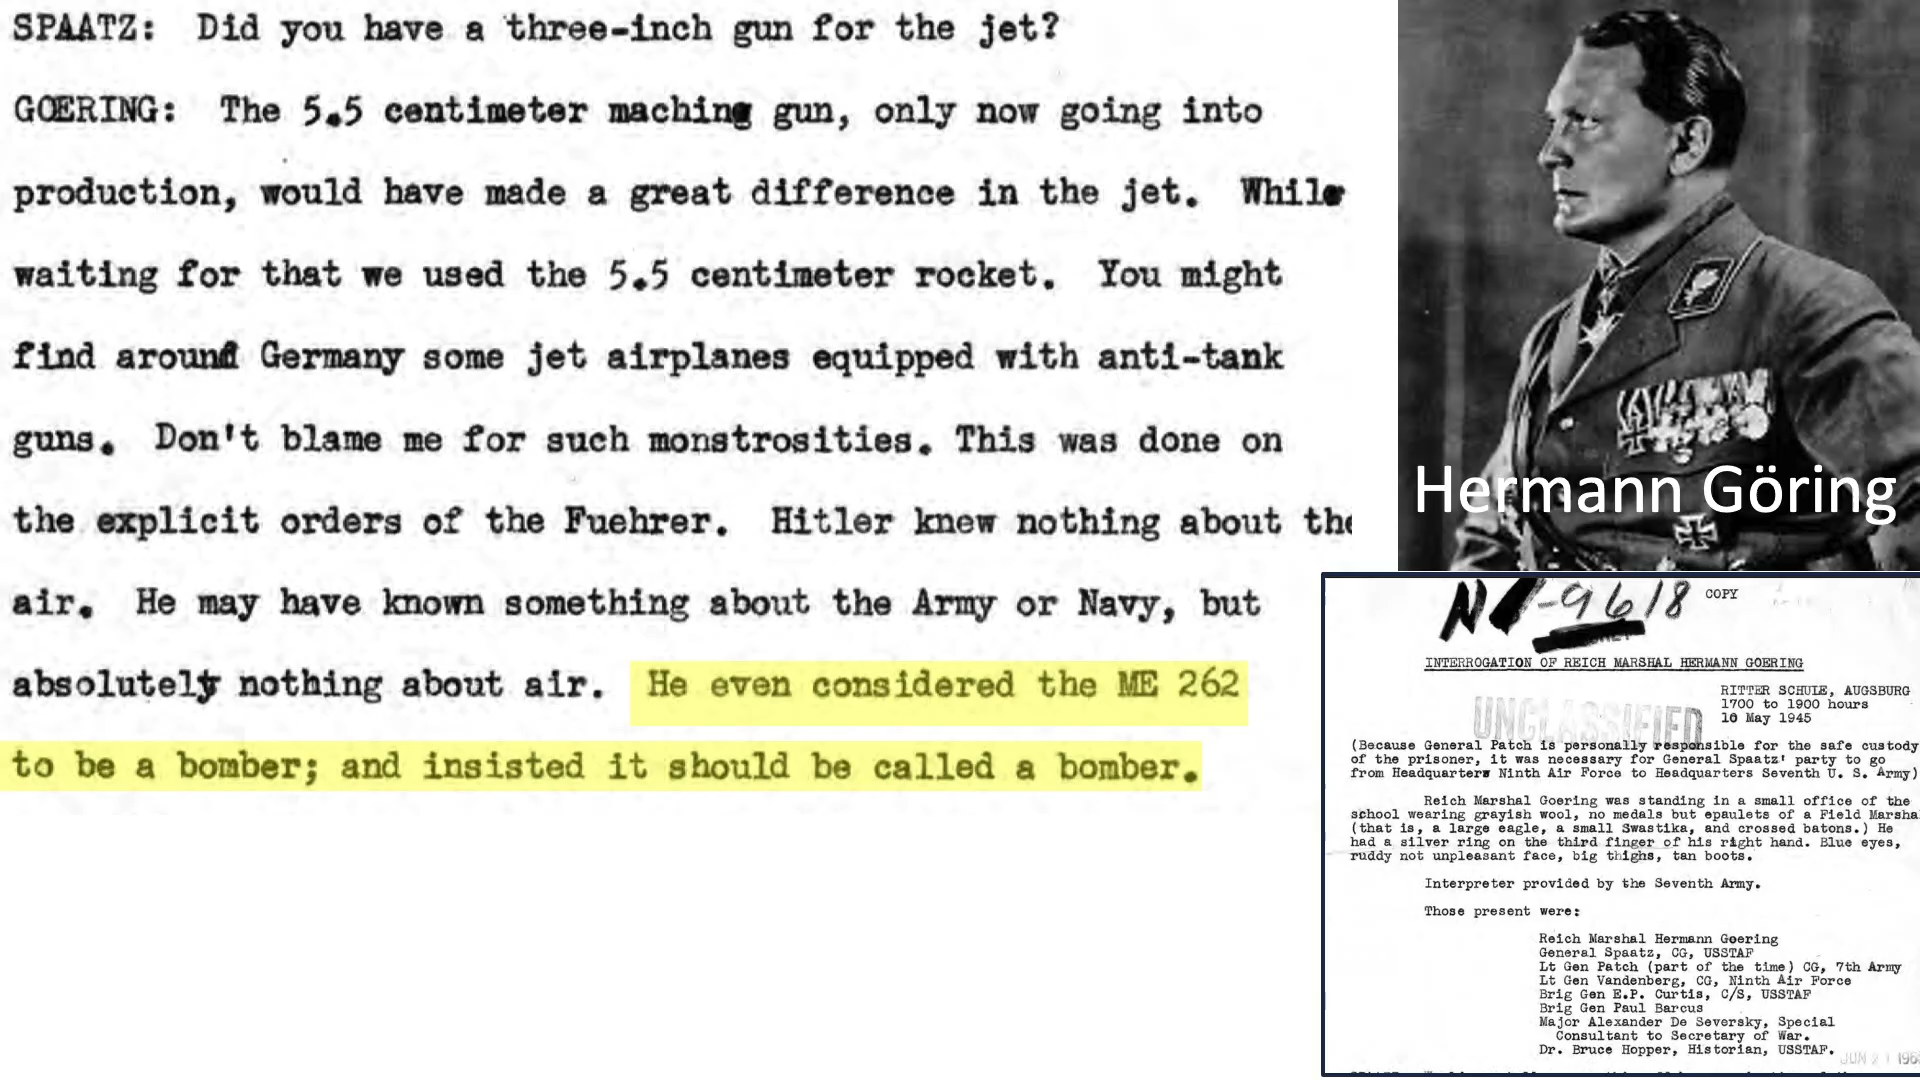 SPAATZ: Did you have a three-inch gun for the jet?
GOERING: The 5.5 centimeter maching gun, only now going into
production, would have made a great difference in the jet. While
waiting for that we used the 5.5 centimeter rocket. You might
find around Germany some jet airplanes equipped with anti-tank
guns. Don't blame me for such monstrosities. This was done on
the explicit orders of the Fuehrer. Hitler knew nothing about the
air. He may have known something about the Army or Navy, but
absolutely nothing about air. He even considered the ME 262
to be a bomber; and insisted it should be called a bomber.
Hermann Göring
-9618 COPY
INTERROGATION OF REICH MARSHAL HERMANN GOERING
RITTER SCHULE, AUGSBURG
UNCLASSIFIED
1700 to 1900 hours
10 May 1945
(Because General Patch is personally responsible for the safe custody
of the prisoner, it was necessary for General Spaatz' party to go
from Headquarters Ninth Air Force to Headquarters Seventh U. S. Army)
Reich Marshal Goering was standing in a small office of the
school wearing grayish wool, no medals but epaulets of a Field Marsha
(that is, a large eagle, a small Swastika, and crossed batons.) He
had a silver ring on the third finger of his right hand. Blue eyes,
ruddy not unpleasant face, big thighs, tan boots.
Interpreter provided by the Seventh Army.
Those present were:
Reich Marshal Hermann Goering
General Spaatz, CG, USSTAF
Lt Gen Patch (part of the time) CG, 7th Army
Lt Gen Vandenberg, CG, Ninth Air Force
Brig Gen E.P. Curtis, C/S, USSTAF
Brig Gen Paul Barcus
Major Alexander De Seversky, Special
Consultant to Secretary of War.
Dr. Bruce Hopper, Historian, USSTAF.
JUN 21 196